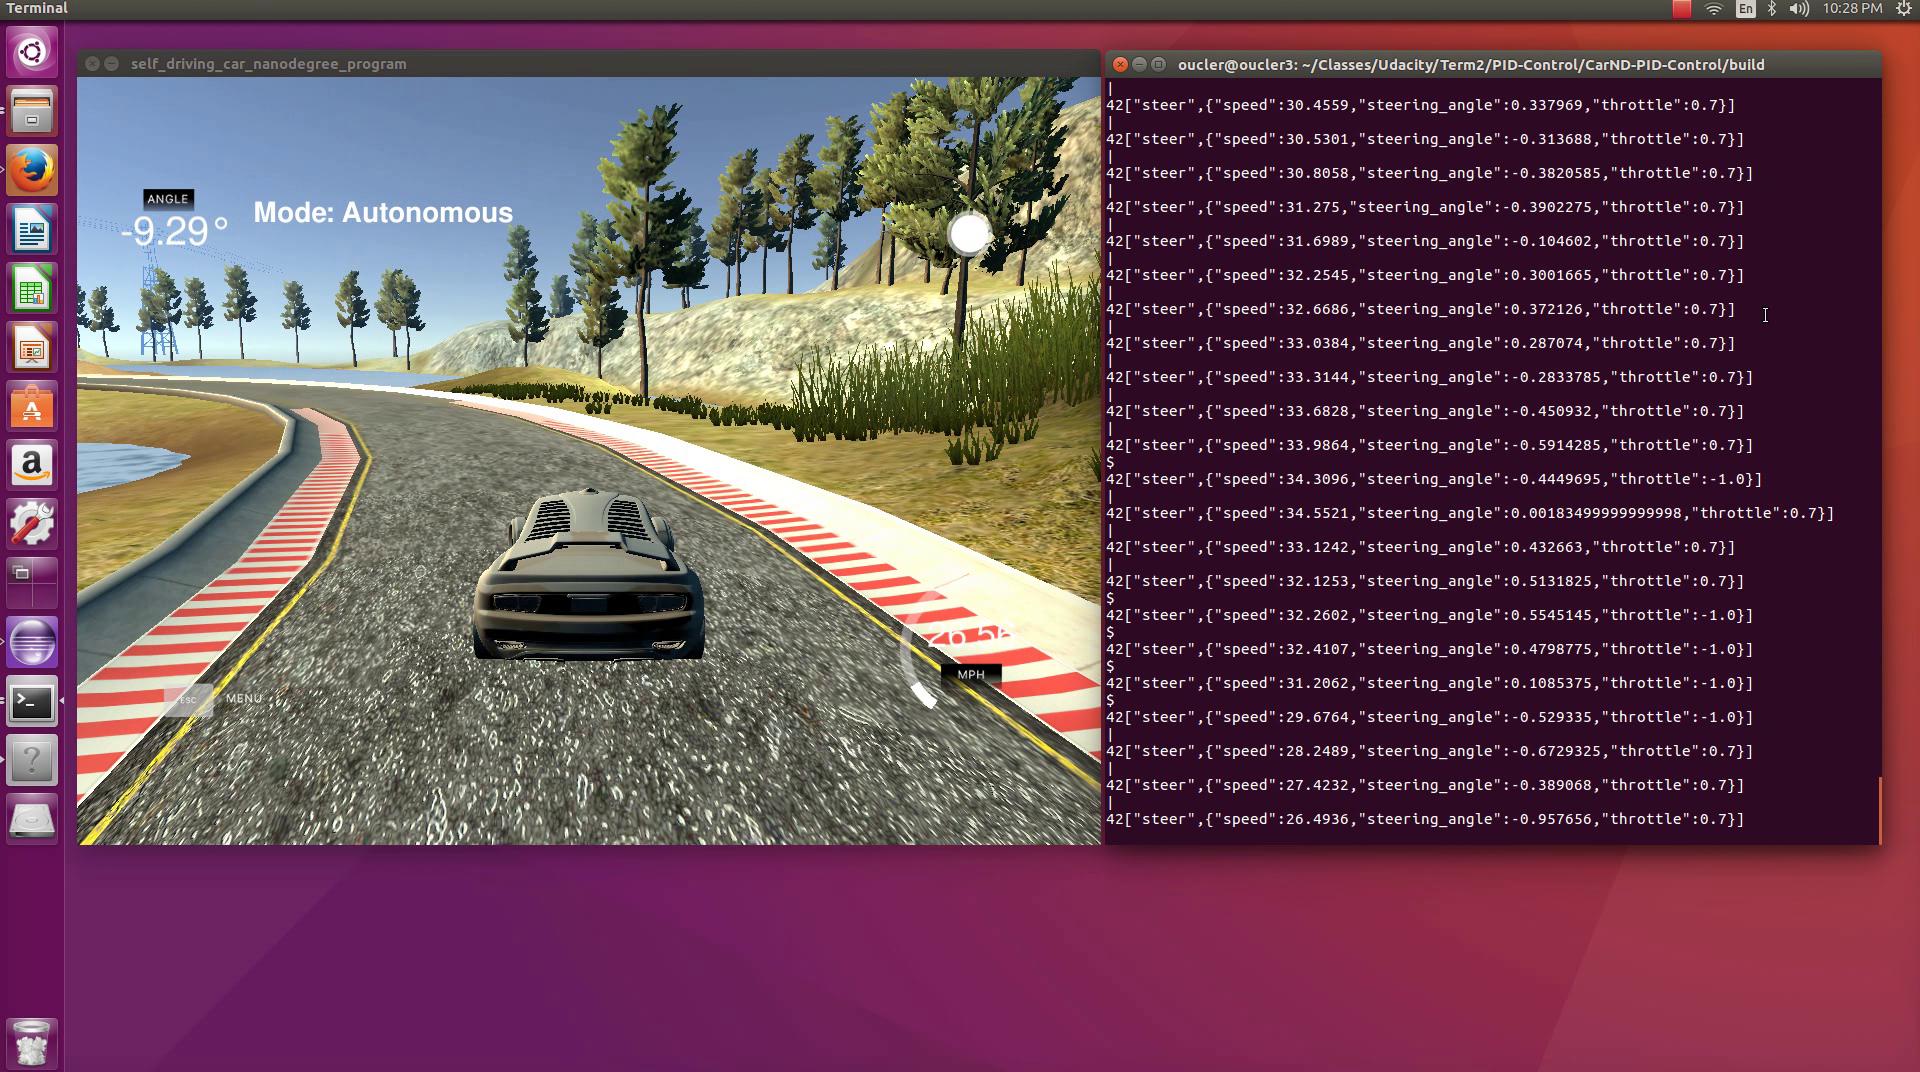 Terminal
En
10:28 PM
self_driving_car_nanodegree_program
ANGLE
-9.29°
Mode: Autonomous
ESC
MENU
MPH
oucler@oucler3: ~/Classes/Udacity/Term2/PID-Control/CarND-PID-Control/build
|
42["steer",{"speed":30.4559,"steering_angle":0.337969,"throttle":0.7}]
|
42["steer",{"speed":30.5301,"steering_angle":-0.313688,"throttle":0.7}]
|
42["steer",{"speed":30.8058,"steering_angle":-0.3820585,"throttle":0.7}]
|
42["steer",{"speed":31.275,"steering_angle":-0.3902275,"throttle":0.7}]
|
42["steer",{"speed":31.6989,"steering_angle":-0.104602,"throttle":0.7}]
|
42["steer",{"speed":32.2545,"steering_angle":0.3001665,"throttle":0.7}]
|
42["steer",{"speed":32.6686,"steering_angle":0.372126,"throttle":0.7}]
|
42["steer",{"speed":33.0384,"steering_angle":0.287074,"throttle":0.7}]
|
42["steer",{"speed":33.3144,"steering_angle":-0.2833785,"throttle":0.7}]
|
42["steer",{"speed":33.6828,"steering_angle":-0.450932,"throttle":0.7}]
|
42["steer",{"speed":33.9864,"steering_angle":-0.5914285,"throttle":0.7}]
$
42["steer",{"speed":34.3096,"steering_angle":-0.4449695,"throttle":-1.0}]
|
42["steer",{"speed":34.5521,"steering_angle":0.00183499999999998,"throttle":0.7}]
|
42["steer",{"speed":33.1242,"steering_angle":0.432663,"throttle":0.7}]
|
42["steer",{"speed":32.1253,"steering_angle":0.5131825,"throttle":0.7}]
$
42["steer",{"speed":32.2602,"steering_angle":0.5545145,"throttle":-1.0}]
$
42["steer",{"speed":32.4107,"steering_angle":0.4798775,"throttle":-1.0}]
$
42["steer",{"speed":31.2062,"steering_angle":0.1085375,"throttle":-1.0}]
$
42["steer",{"speed":29.6764,"steering_angle":-0.529335,"throttle":-1.0}]
|
42["steer",{"speed":28.2489,"steering_angle":-0.6729325,"throttle":0.7}]
|
42["steer",{"speed":27.4232,"steering_angle":-0.389068,"throttle":0.7}]
|
42["steer",{"speed":26.4936,"steering_angle":-0.957656,"throttle":0.7}]